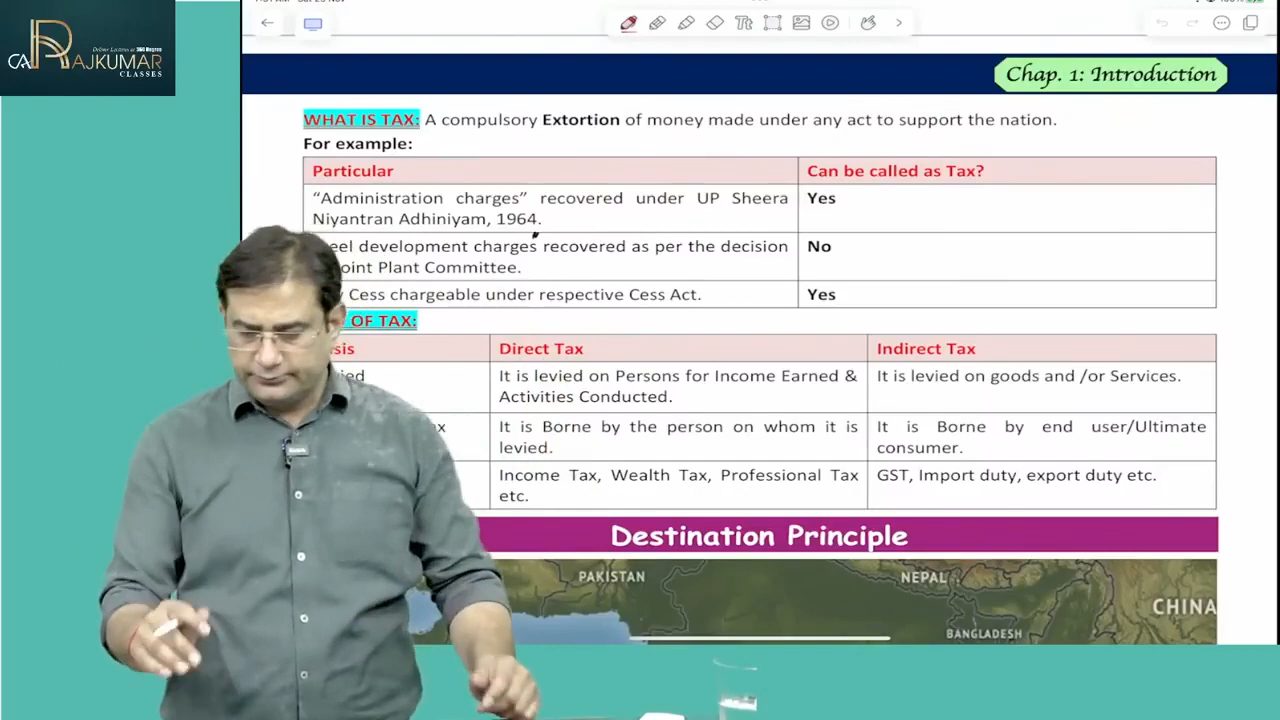 Deliver Lectures at 360 Degree
CA RAJKUMAR
CLASSES
Chap. 1: Introduction
WHAT IS TAX: A compulsory Extortion of money made under any act to support the nation.
For example:
Particular Can be called as Tax?
“Administration charges” recovered under UP Sheera Yes
Niyantran Adhiniyam, 1964.
development charges recovered as per the decision No
Plant Committee.
Cess chargeable under respective Cess Act. Yes
OF TAX:
Direct Tax Indirect Tax
It is levied on Persons for Income Earned & It is levied on goods and /or Services.
Activities Conducted.
It is Borne by the person on whom it is It is Borne by end user/Ultimate
levied. consumer.
Income Tax, Wealth Tax, Professional Tax GST, Import duty, export duty etc.
etc.
Destination Principle
PAKISTAN NEPAL
CHINA
BANGLADESH